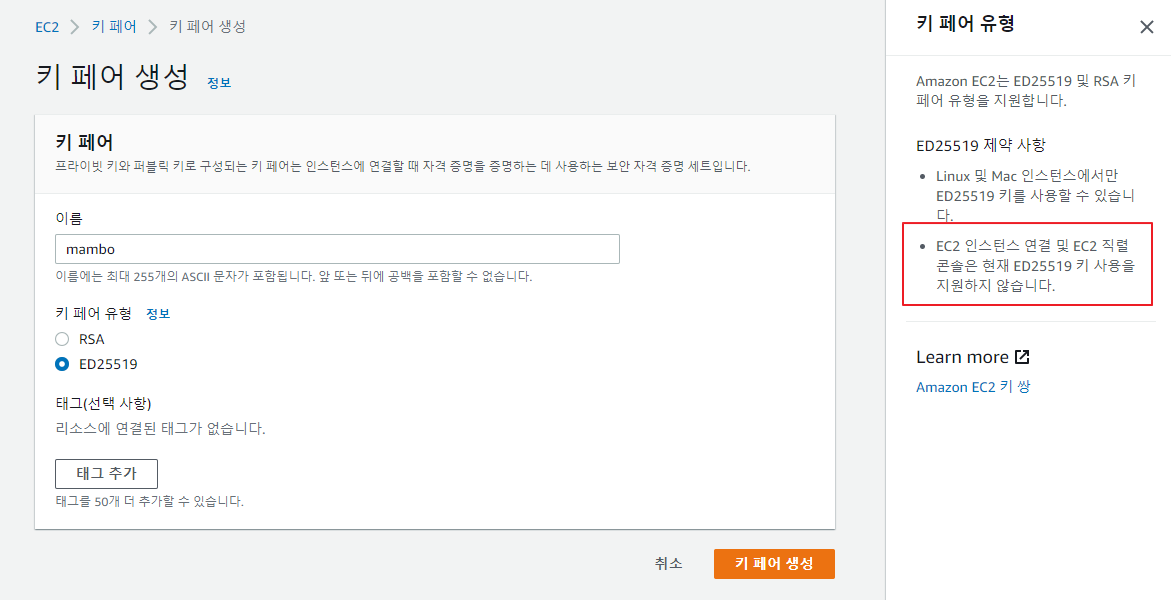 EC2 > 키 페어 > 키 페어 생성
키 페어 생성 정보
키 페어
프라이빗 키와 퍼블릭 키로 구성되는 키 페어는 인스턴스에 연결할 때 자격 증명을 증명하는 데 사용하는 보안 자격 증명 세트입니다.
이름
mambo
이름에는 최대 255개의 ASCII 문자가 포함됩니다. 앞 또는 뒤에 공백을 포함할 수 없습니다.
키 페어 유형 정보
RSA
ED25519
태그(선택 사항)
리소스에 연결된 태그가 없습니다.
태그 추가
태그를 50개 더 추가할 수 있습니다.
취소 키 페어 생성
키 페어 유형
Amazon EC2는 ED25519 및 RSA 키
페어 유형을 지원합니다.
ED25519 제약 사항
Linux 및 Mac 인스턴스에서만
ED25519 키를 사용할 수 있습니
다.
EC2 인스턴스 연결 및 EC2 직렬
콘솔은 현재 ED25519 키 사용을
지원하지 않습니다.
Learn more
Amazon EC2 키 쌍